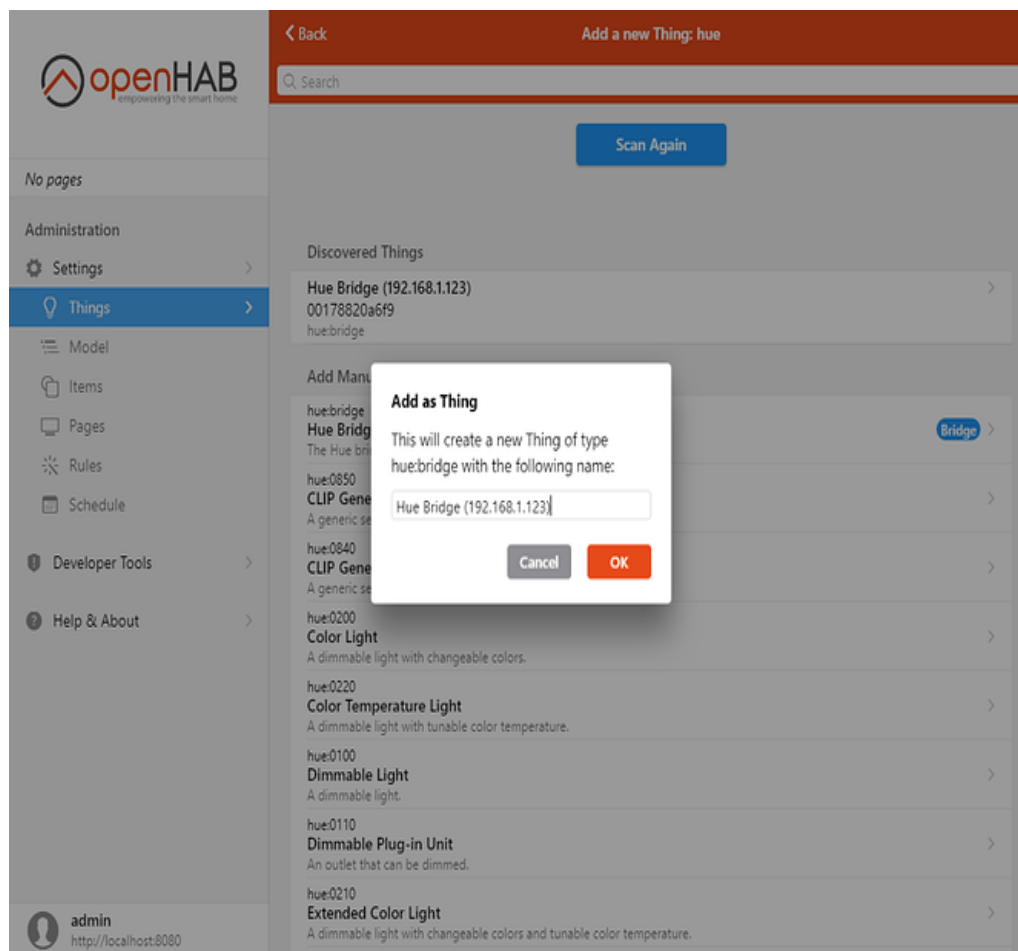 openHAB
empowering the smart home
No pages
Administration
Settings
Things
Model
Items
Pages
Rules
Schedule
Developer Tools
Help & About
admin
http://localhost:8080
Back
Add a new Thing: hue
Search
Scan Again
Discovered Things
Hue Bridge (192.168.1.123)
00178820a6f9
hue:bridge
Add Manu
hue:bridge
Hue Bridg
The Hue bri
Bridge
hue:0850
CLIP Gene
A generic se
hue:0840
CLIP Gene
A generic se
Add as Thing
This will create a new Thing of type
hue:bridge with the following name:
Hue Bridge (192.168.1.123)
Cancel
OK
hue:0200
Color Light
A dimmable light with changeable colors.
hue:0220
Color Temperature Light
A dimmable light with tunable color temperature.
hue:0100
Dimmable Light
A dimmable light.
hue:0110
Dimmable Plug-in Unit
An outlet that can be dimmed.
hue:0210
Extended Color Light
A dimmable light with changeable colors and tunable color temperature.